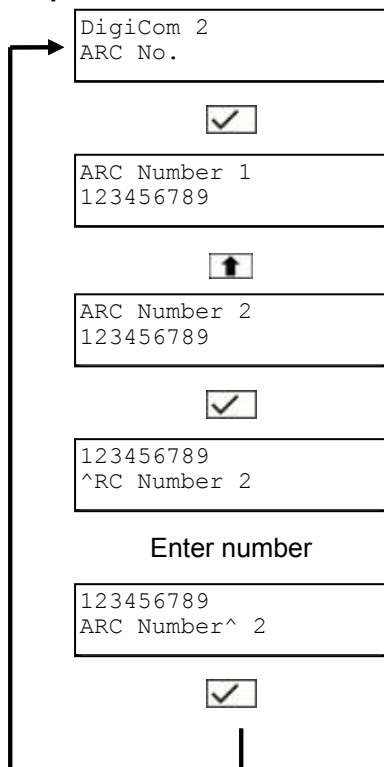 DigiCom 2
ARC No.
ARC Number 1
123456789
ARC Number 2
123456789
123456789
^RC Number 2
Enter number
123456789
ARC Number^ 2